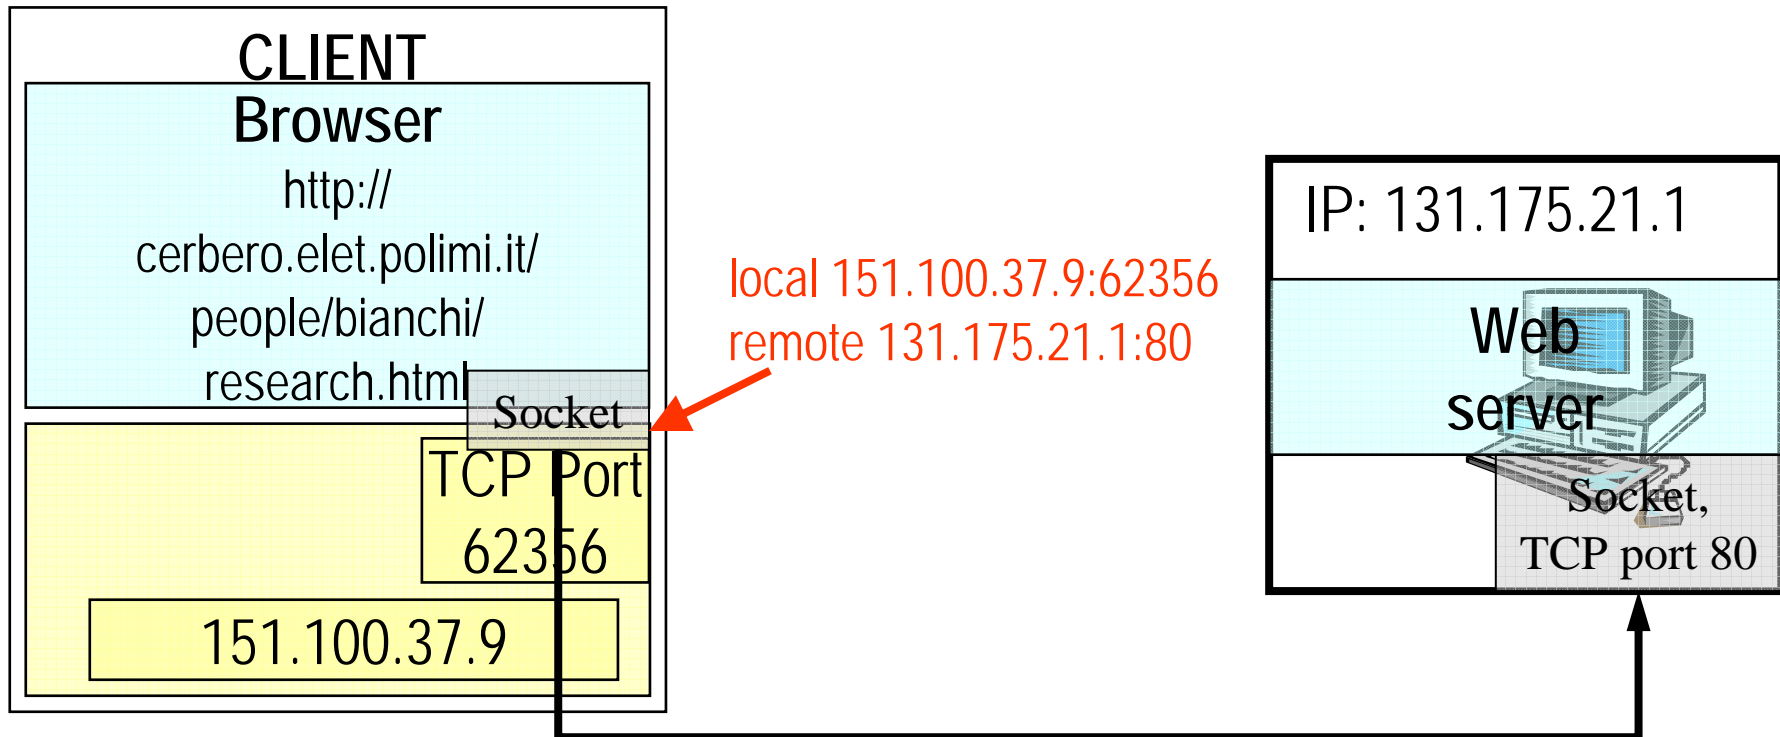 CLIENT
Browser
http://
cerbero.elet.polimi.it/
people/bianchi/
research.html
Socket
TCP Port
62356
151.100.37.9
local 151.100.37.9:62356
remote 131.175.21.1:80
IP: 131.175.21.1
Web
server
Socket,
TCP port 80